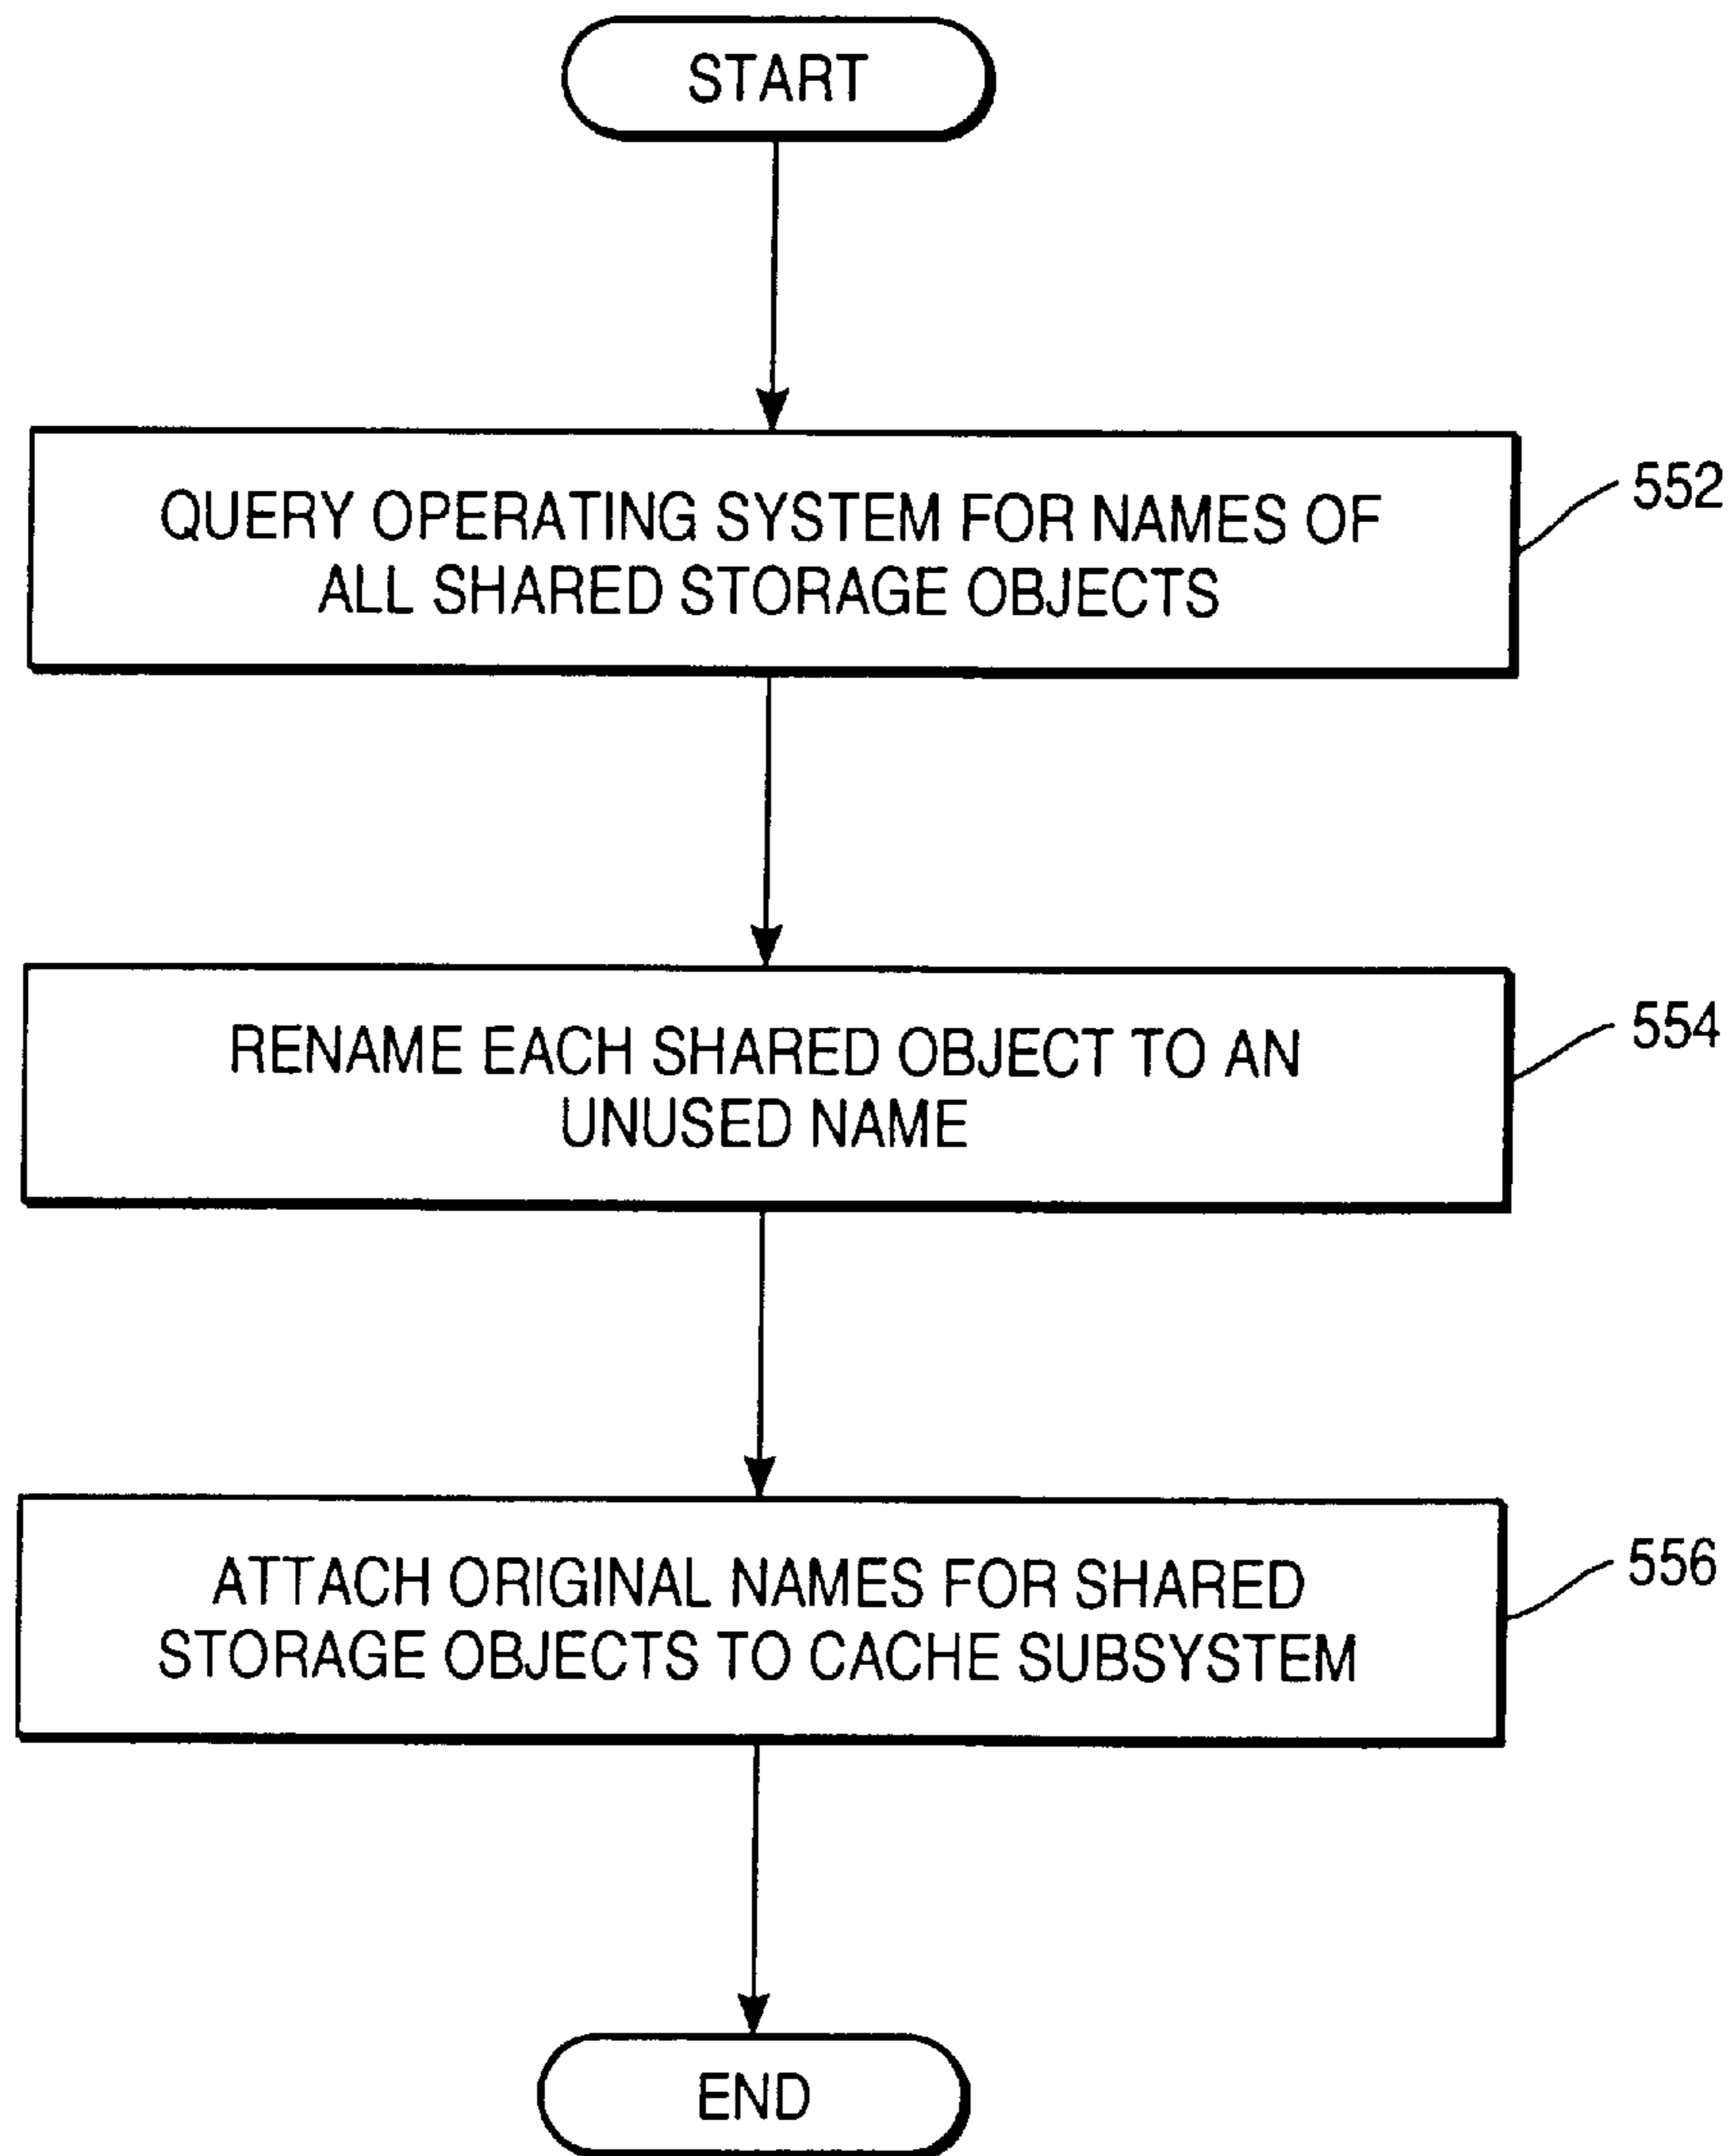 START
QUERY OPERATING SYSTEM FOR NAMES OF
ALL SHARED STORAGE OBJECTS
552
RENAME EACH SHARED OBJECT TO AN
UNUSED NAME
554
ATTACH ORIGINAL NAMES FOR SHARED
STORAGE OBJECTS TO CACHE SUBSYSTEM
556
END